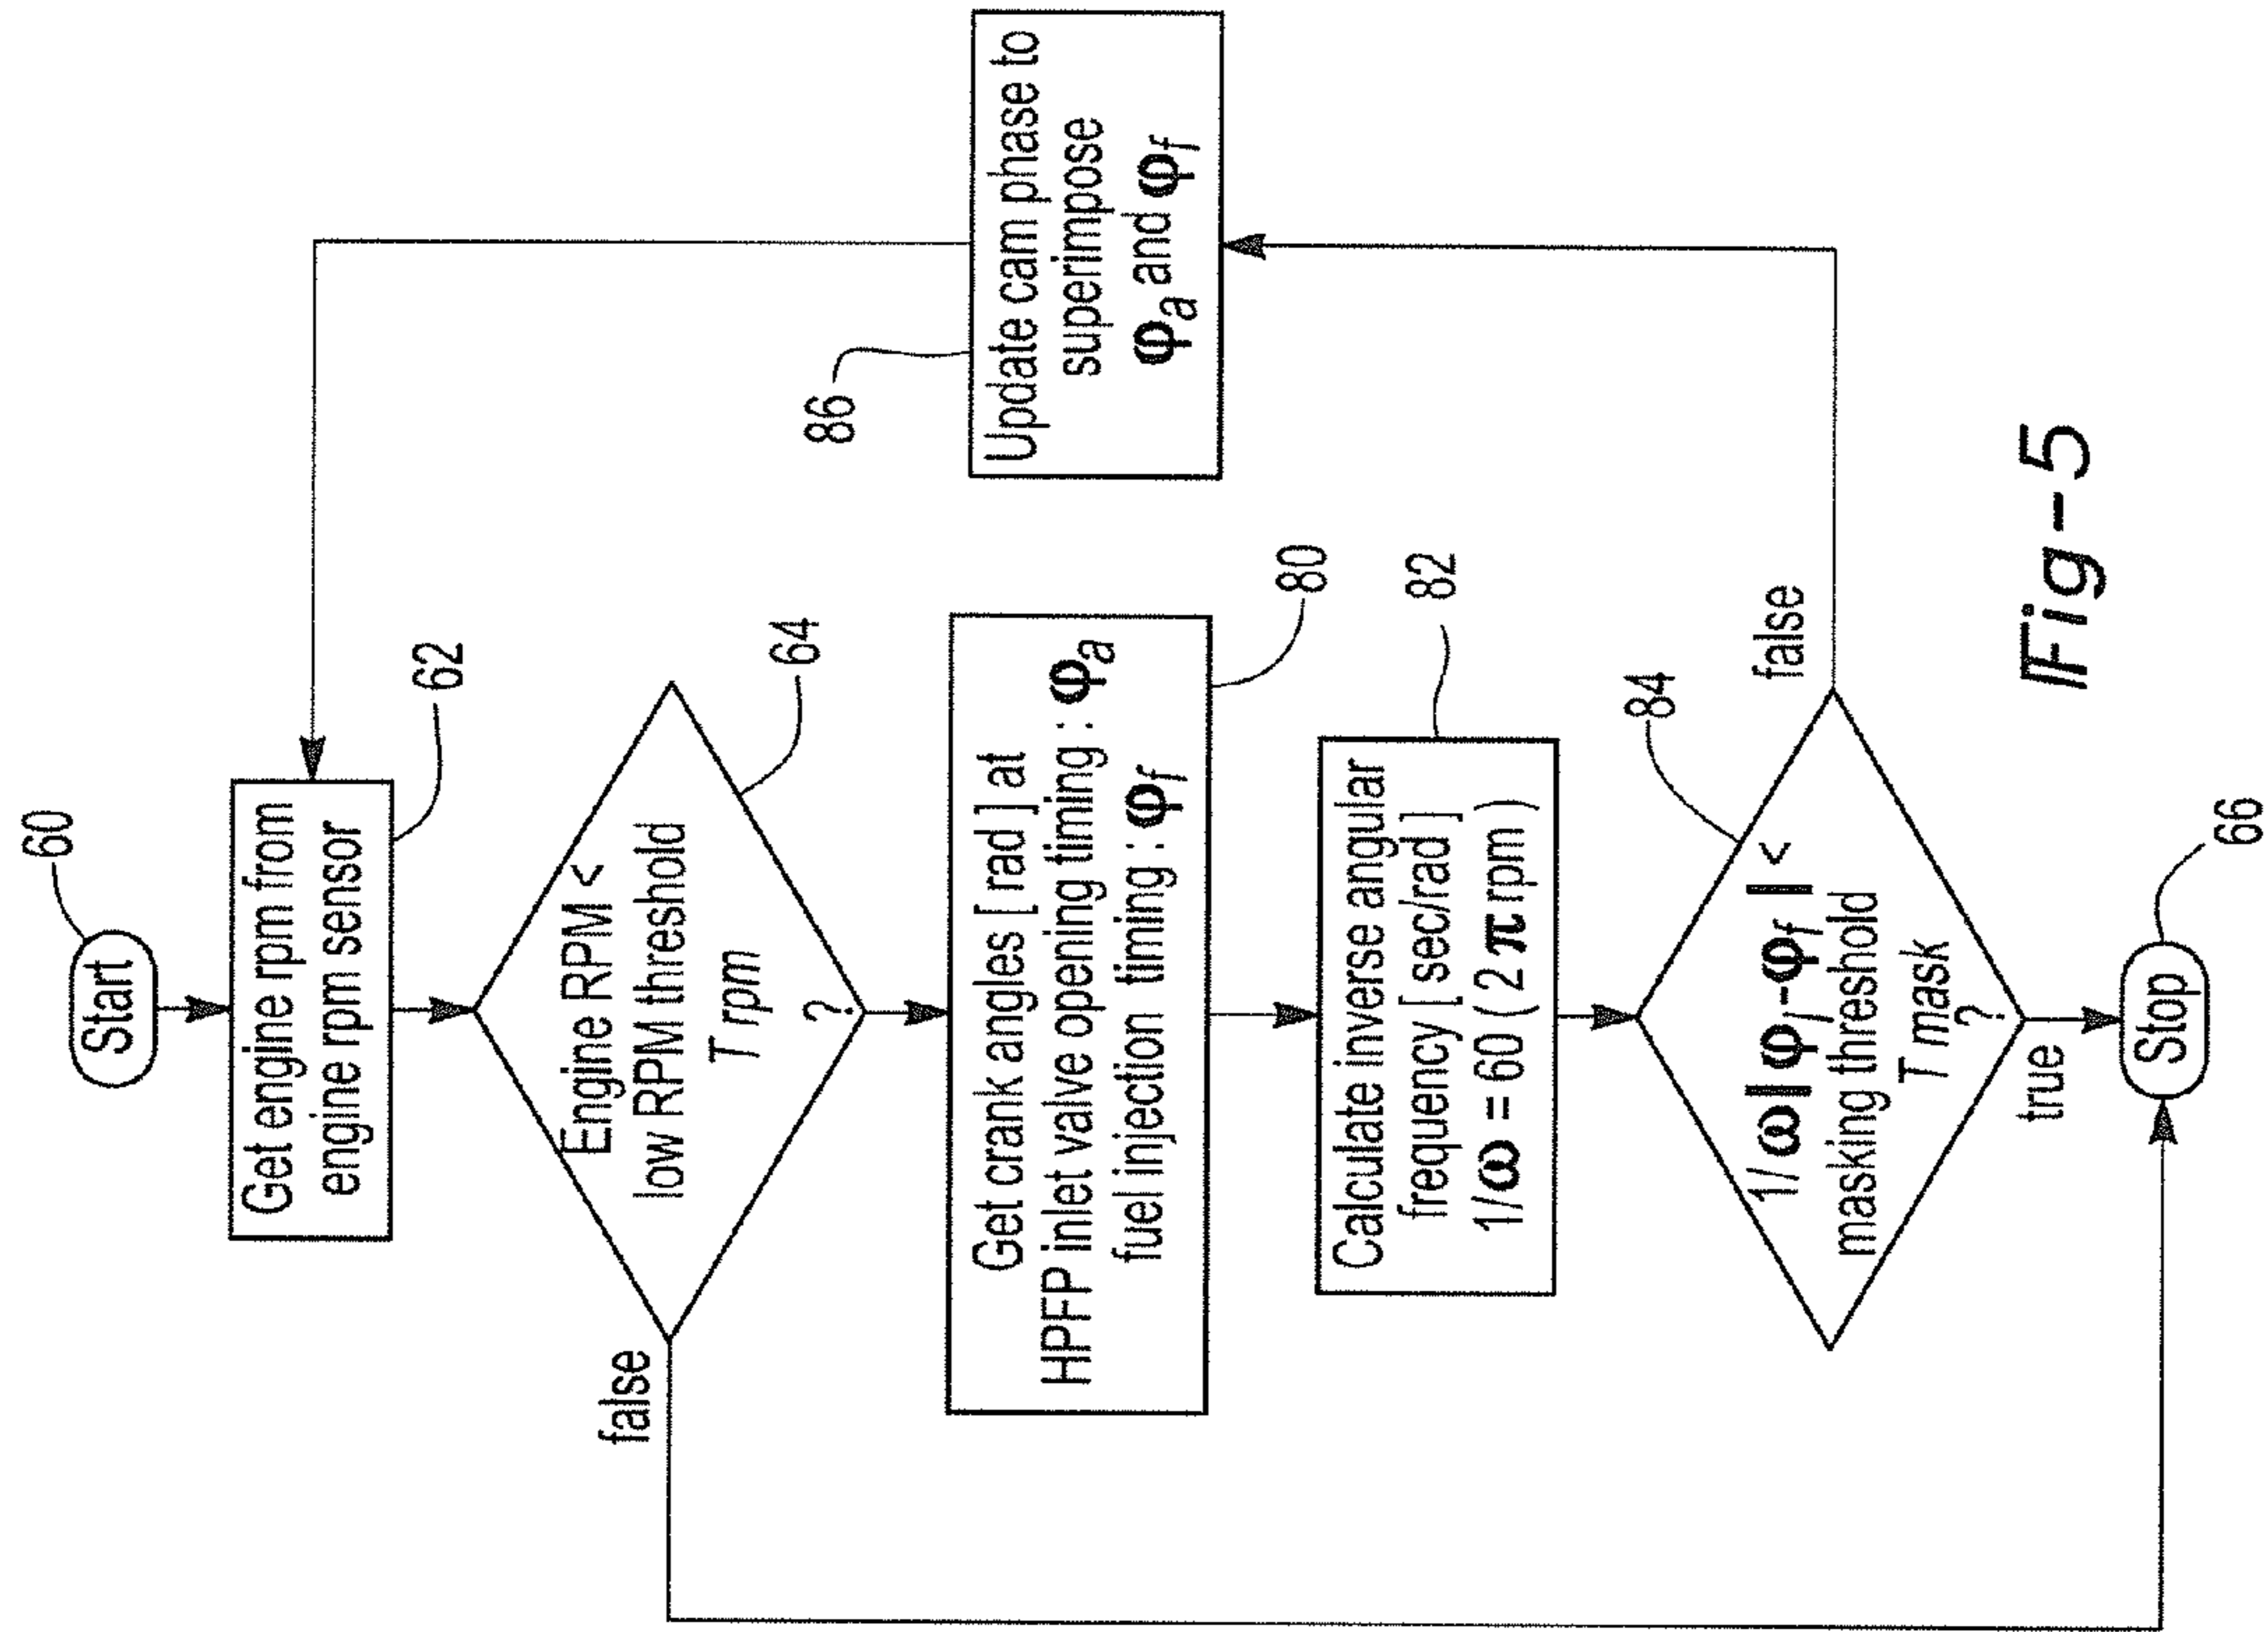 60
Start
Get engine rpm from
engine rpm sensor
62
Engine RPM <
low RPM threshold
T rpm
?
64
false
Get crank angles [ rad ] at
HPFP inlet valve opening timing : φa
fuel injection timing : φf
80
Calculate inverse angular
frequency [ sec/rad ]
1/ω = 60 ( 2 π rpm )
82
1/ ω | φl - φf | <
masking threshold
T mask
?
84
true
false
Stop
66
Update cam phase to
superimpose
φa and φf
86
Fig-5